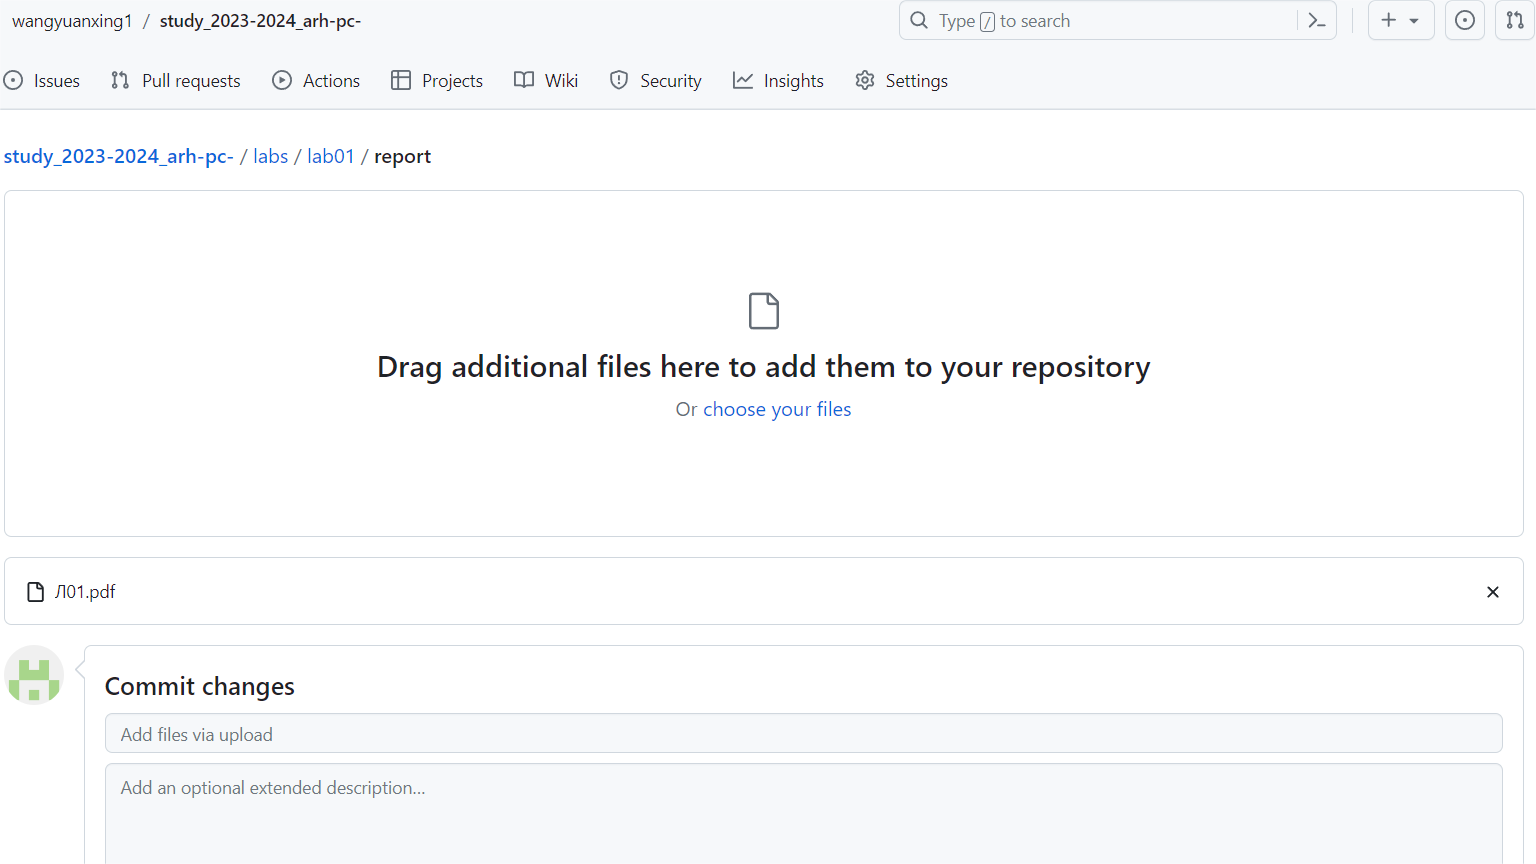 wangyuanxing1 / study_2023-2024_arh-pc-
Type / to search
Issues Pull requests Actions Projects Wiki Security Insights Settings
study_2023-2024_arh-pc- / labs / lab01 / report
Drag additional files here to add them to your repository
Or choose your files
Л01.pdf
Commit changes
Add files via upload
Add an optional extended description...